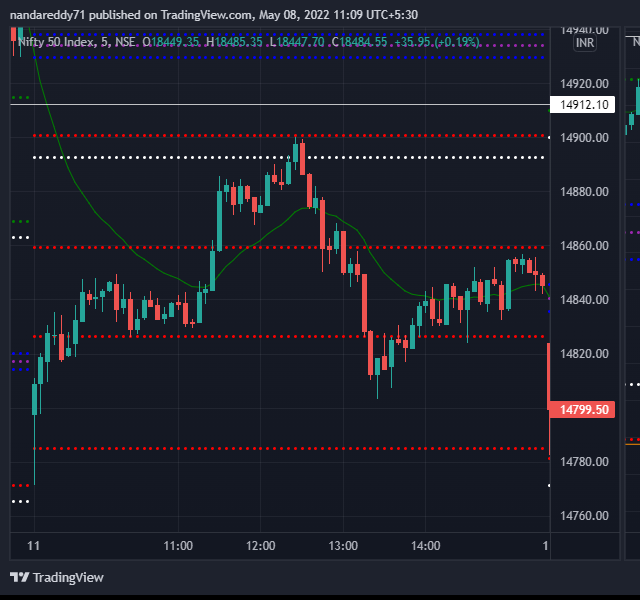 nandareddy71 published on TradingView.com, May 08, 2022 11:09 UTC+5:30
Nifty 50 Index, 5, NSE O18449.35 H18485.35 L18447.70 C18484.55 +35.95 (+0.19%)
14940.00
INR
N
14920.00
14912.10
14900.00
14880.00
14860.00
14840.00
14820.00
14799.50
14780.00
14760.00
11 11:00 12:00 13:00 14:00 1
TradingView